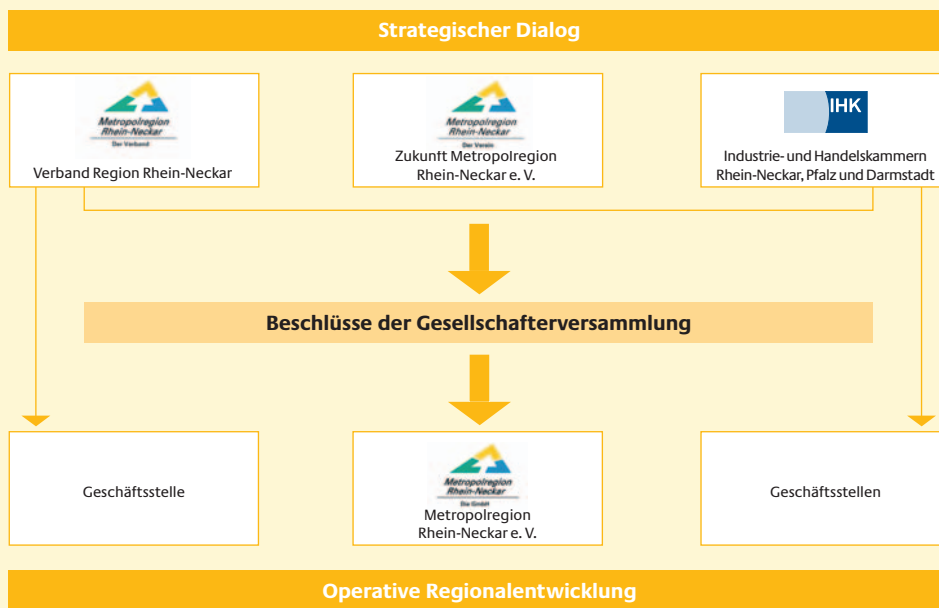 Strategischer Dialog
Metropolregion
Rhein-Neckar
Der Verband
Verband Region Rhein-Neckar
Metropolregion
Rhein-Neckar
Der Verein
Zukunft Metropolregion
Rhein-Neckar e. V.
IHK
Industrie- und Handelskammern
Rhein-Neckar, Pfalz und Darmstadt
Beschlüsse der Gesellschafterversammlung
Geschäftsstelle
Metropolregion
Rhein-Neckar
Die GmbH
Metropolregion
Rhein-Neckar e. V.
Geschäftsstellen
Operative Regionalentwicklung